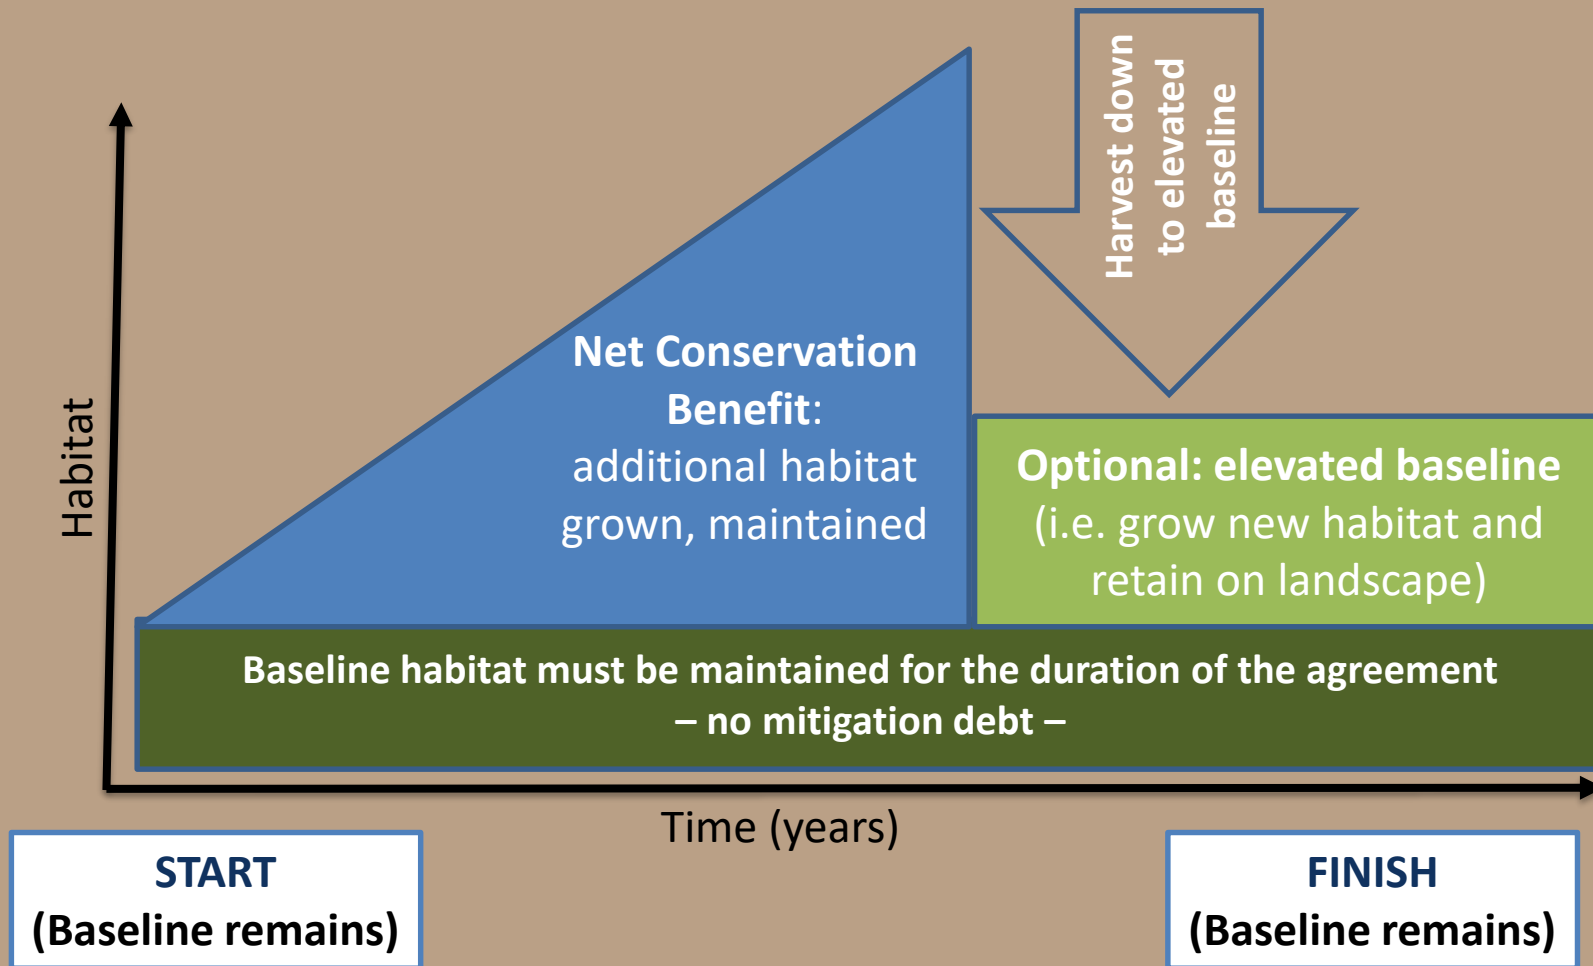 Harvest down
to elevated
baseline
Habitat
Net Conservation
Benefit:
additional habitat
grown, maintained
Optional: elevated baseline
(i.e. grow new habitat and
retain on landscape)
Baseline habitat must be maintained for the duration of the agreement
– no mitigation debt –
Time (years)
START
(Baseline remains)
FINISH
(Baseline remains)